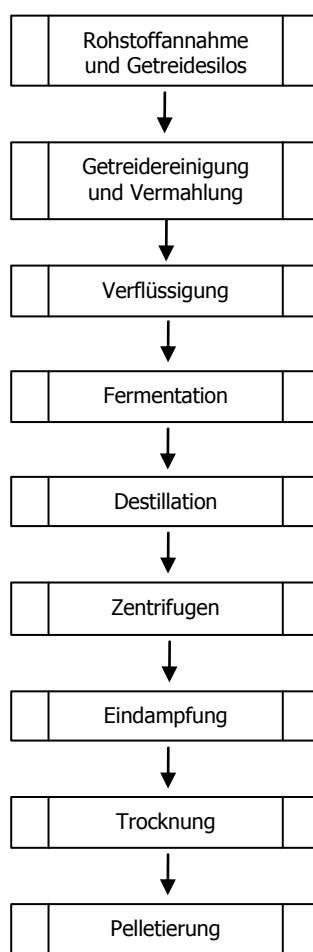 Rohstoffannahme
und Getreidesilos
Getreidereinigung
und Vermahlung
Verflüssigung
Fermentation
Destillation
Zentrifugen
Eindampfung
Trocknung
Pelletierung